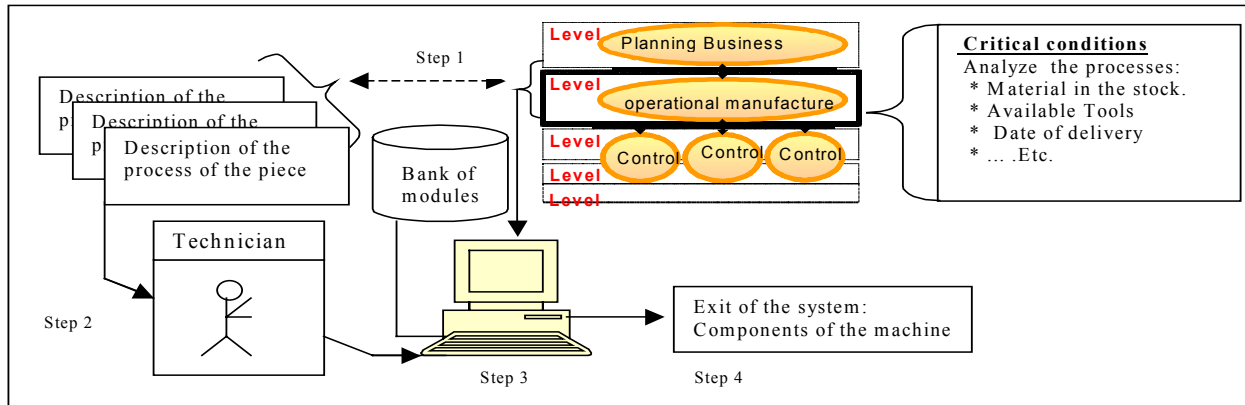 Step 1
Description of the
p
Description of the
p
Description of the
process of the piece
Bank of
modules
Technician
Step 2
Level
Planning Business
Level
operational manufacture
Level
Control Control Control
Level
Level
Critical conditions
Analyze the processes:
* Material in the stock.
* Available Tools
* Date of delivery
* ... .Etc.
Exit of the system:
Components of the machine
Step 3
Step 4